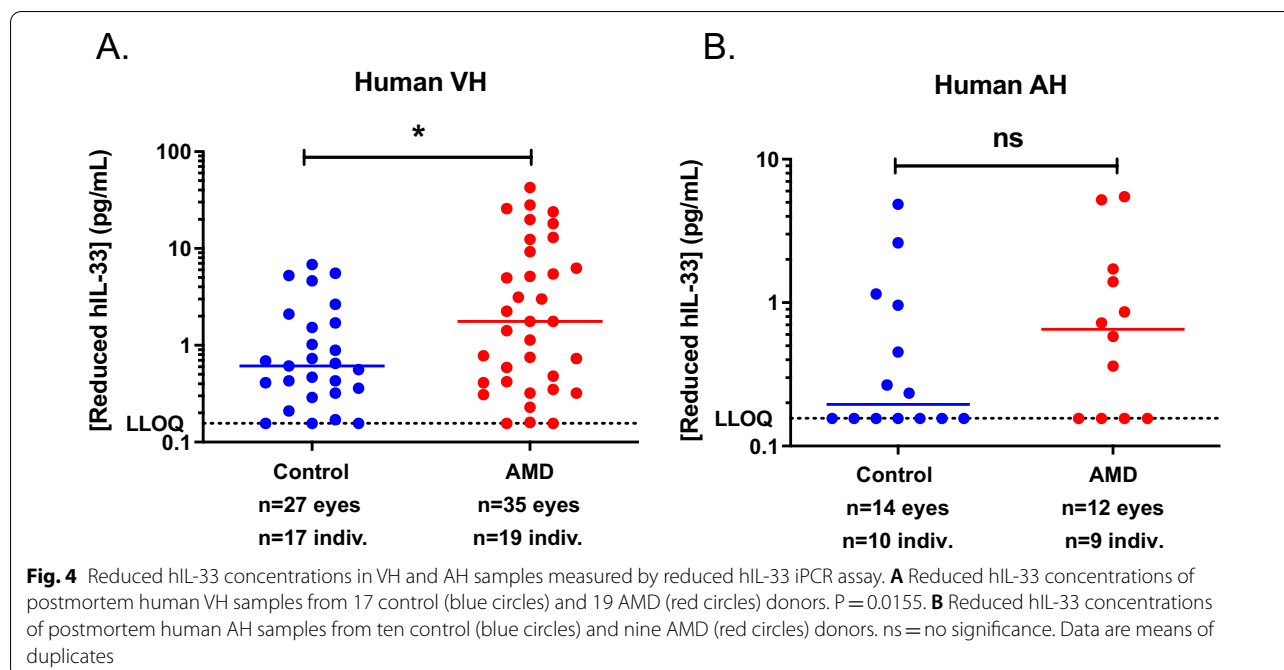 A.
Human VH
*
[Reduced hIL-33] (pg/mL)
100
10
1
LLOQ
0.1
Control
AMD
n=27 eyes
n=35 eyes
n=17 indiv.
n=19 indiv.
B.
Human AH
ns
[Reduced hIL-33] (pg/mL)
10
1
LLOQ
0.1
Control
AMD
n=14 eyes
n=12 eyes
n=10 indiv.
n=9 indiv.
Fig. 4 Reduced hIL-33 concentrations in VH and AH samples measured by reduced hIL-33 iPCR assay. A Reduced hIL-33 concentrations of
postmortem human VH samples from 17 control (blue circles) and 19 AMD (red circles) donors. P = 0.0155. B Reduced hIL-33 concentrations
of postmortem human AH samples from ten control (blue circles) and nine AMD (red circles) donors. ns = no significance. Data are means of
duplicates